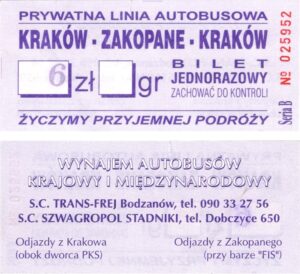 PRYWATNA LINIA AUTOBUSOWA
KRAKÓW - ZAKOPANE - KRAKÓW
6 zł gr
BILET
JEDNORAZOWY
ZACHOWAĆ DO KONTROLI
ŻYCZYMY PRZYJEMNEJ PODRÓŻY
Seria B
№ 025952
WYNAJEM AUTOBUSÓW
KRAJOWY I MIĘDZYNARODOWY
S.C. TRANS-FREJ Bodzanów, tel. 090 33 27 56
S.C. SZWAGROPOL STADNIKI, tel. Dobczyce 650
Odjazdy z Krakowa
(obok dworca PKS)
Odjazdy z Zakopanego
(przy barze "FIS")